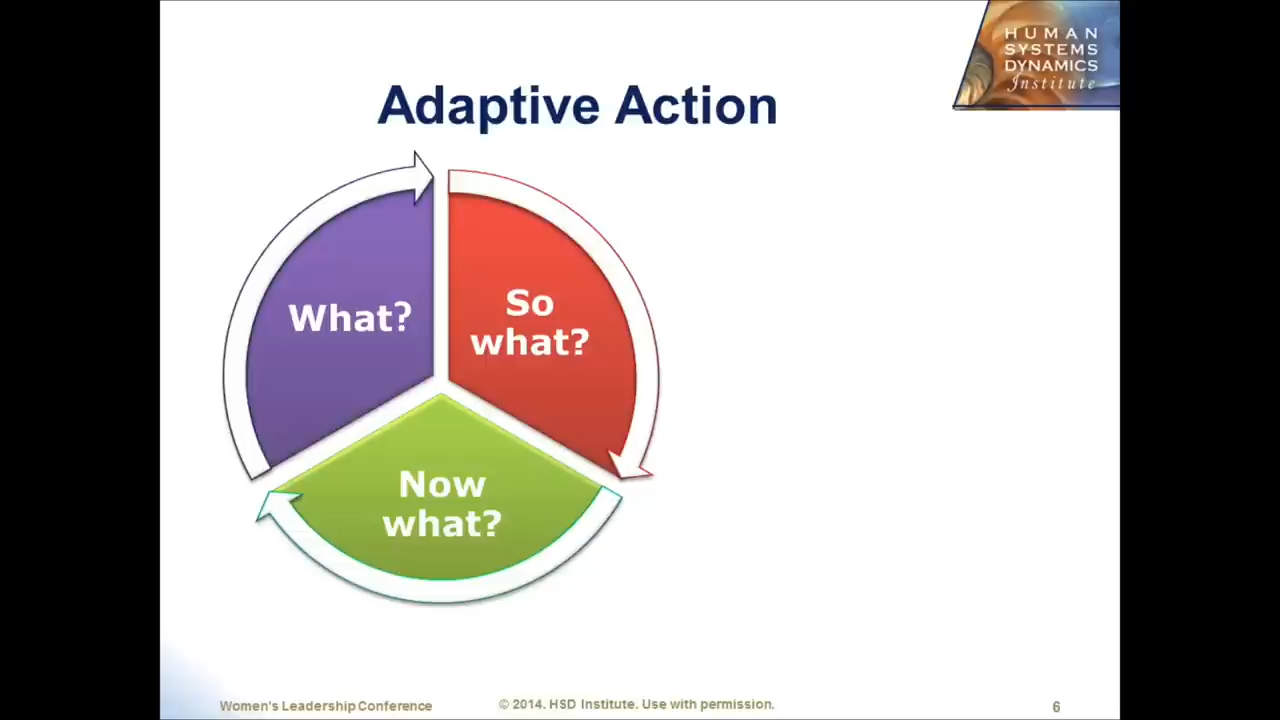 HUMAN
SYSTEMS
DYNAMICS
Institute
Adaptive Action
What?
So
what?
Now
what?
Women's Leadership Conference
© 2014. HSD Institute. Use with permission.
6